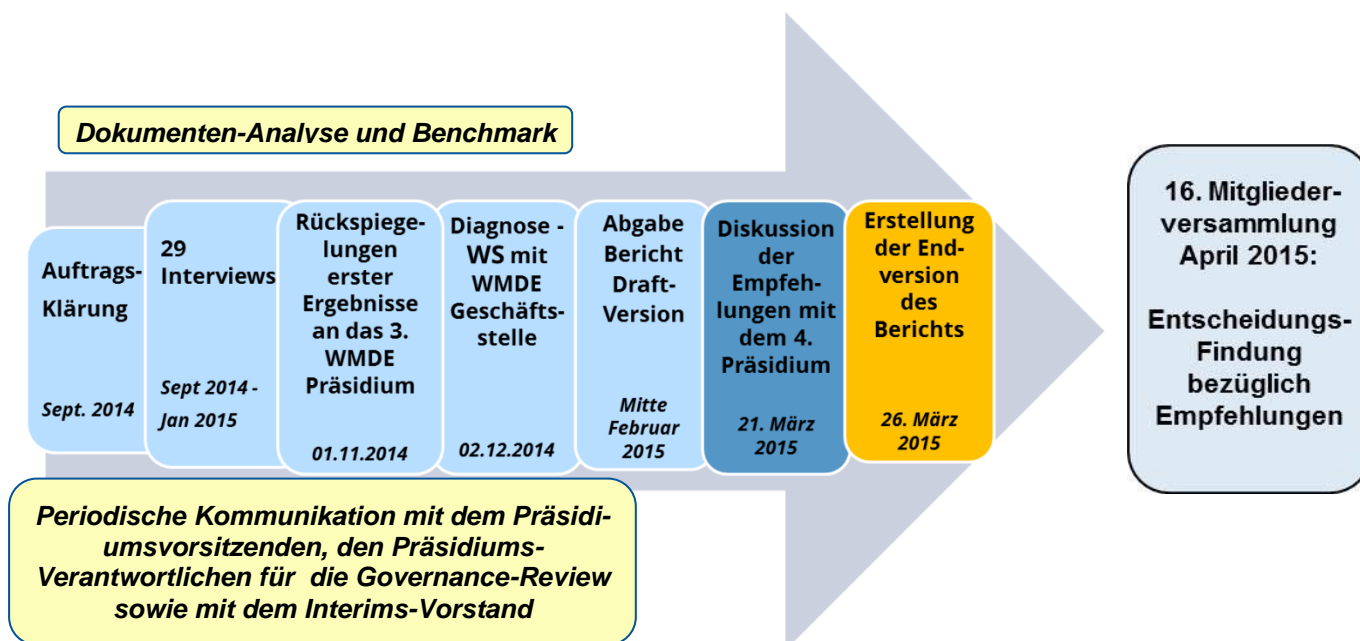 Dokumenten-Analyse und Benchmark
Auftrags-
Klärung
Sept. 2014
29
Interviews
Sept 2014 -
Jan 2015
Rückspiege-
lungen
erster
Ergebnisse
an das 3.
WMDE
Präsidium
01.11.2014
Diagnose -
WS mit
WMDE
Geschäfts-
stelle
02.12.2014
Abgabe
Bericht
Draft-
Version
Mitte
Februar
2015
Diskussion
der
Empfeh-
lungen mit
dem 4.
Präsidium
21. März
2015
Erstellung
der End-
version
des
Berichts
26. März
2015
16. Mitglieder-
versammlung
April 2015:
Entscheidungs-
Findung
bezüglich
Empfehlungen
Periodische Kommunikation mit dem Präsidi-
umsvorsitzenden, den Präsidiums-
Verantwortlichen für die Governance-Review
sowie mit dem Interims-Vorstand